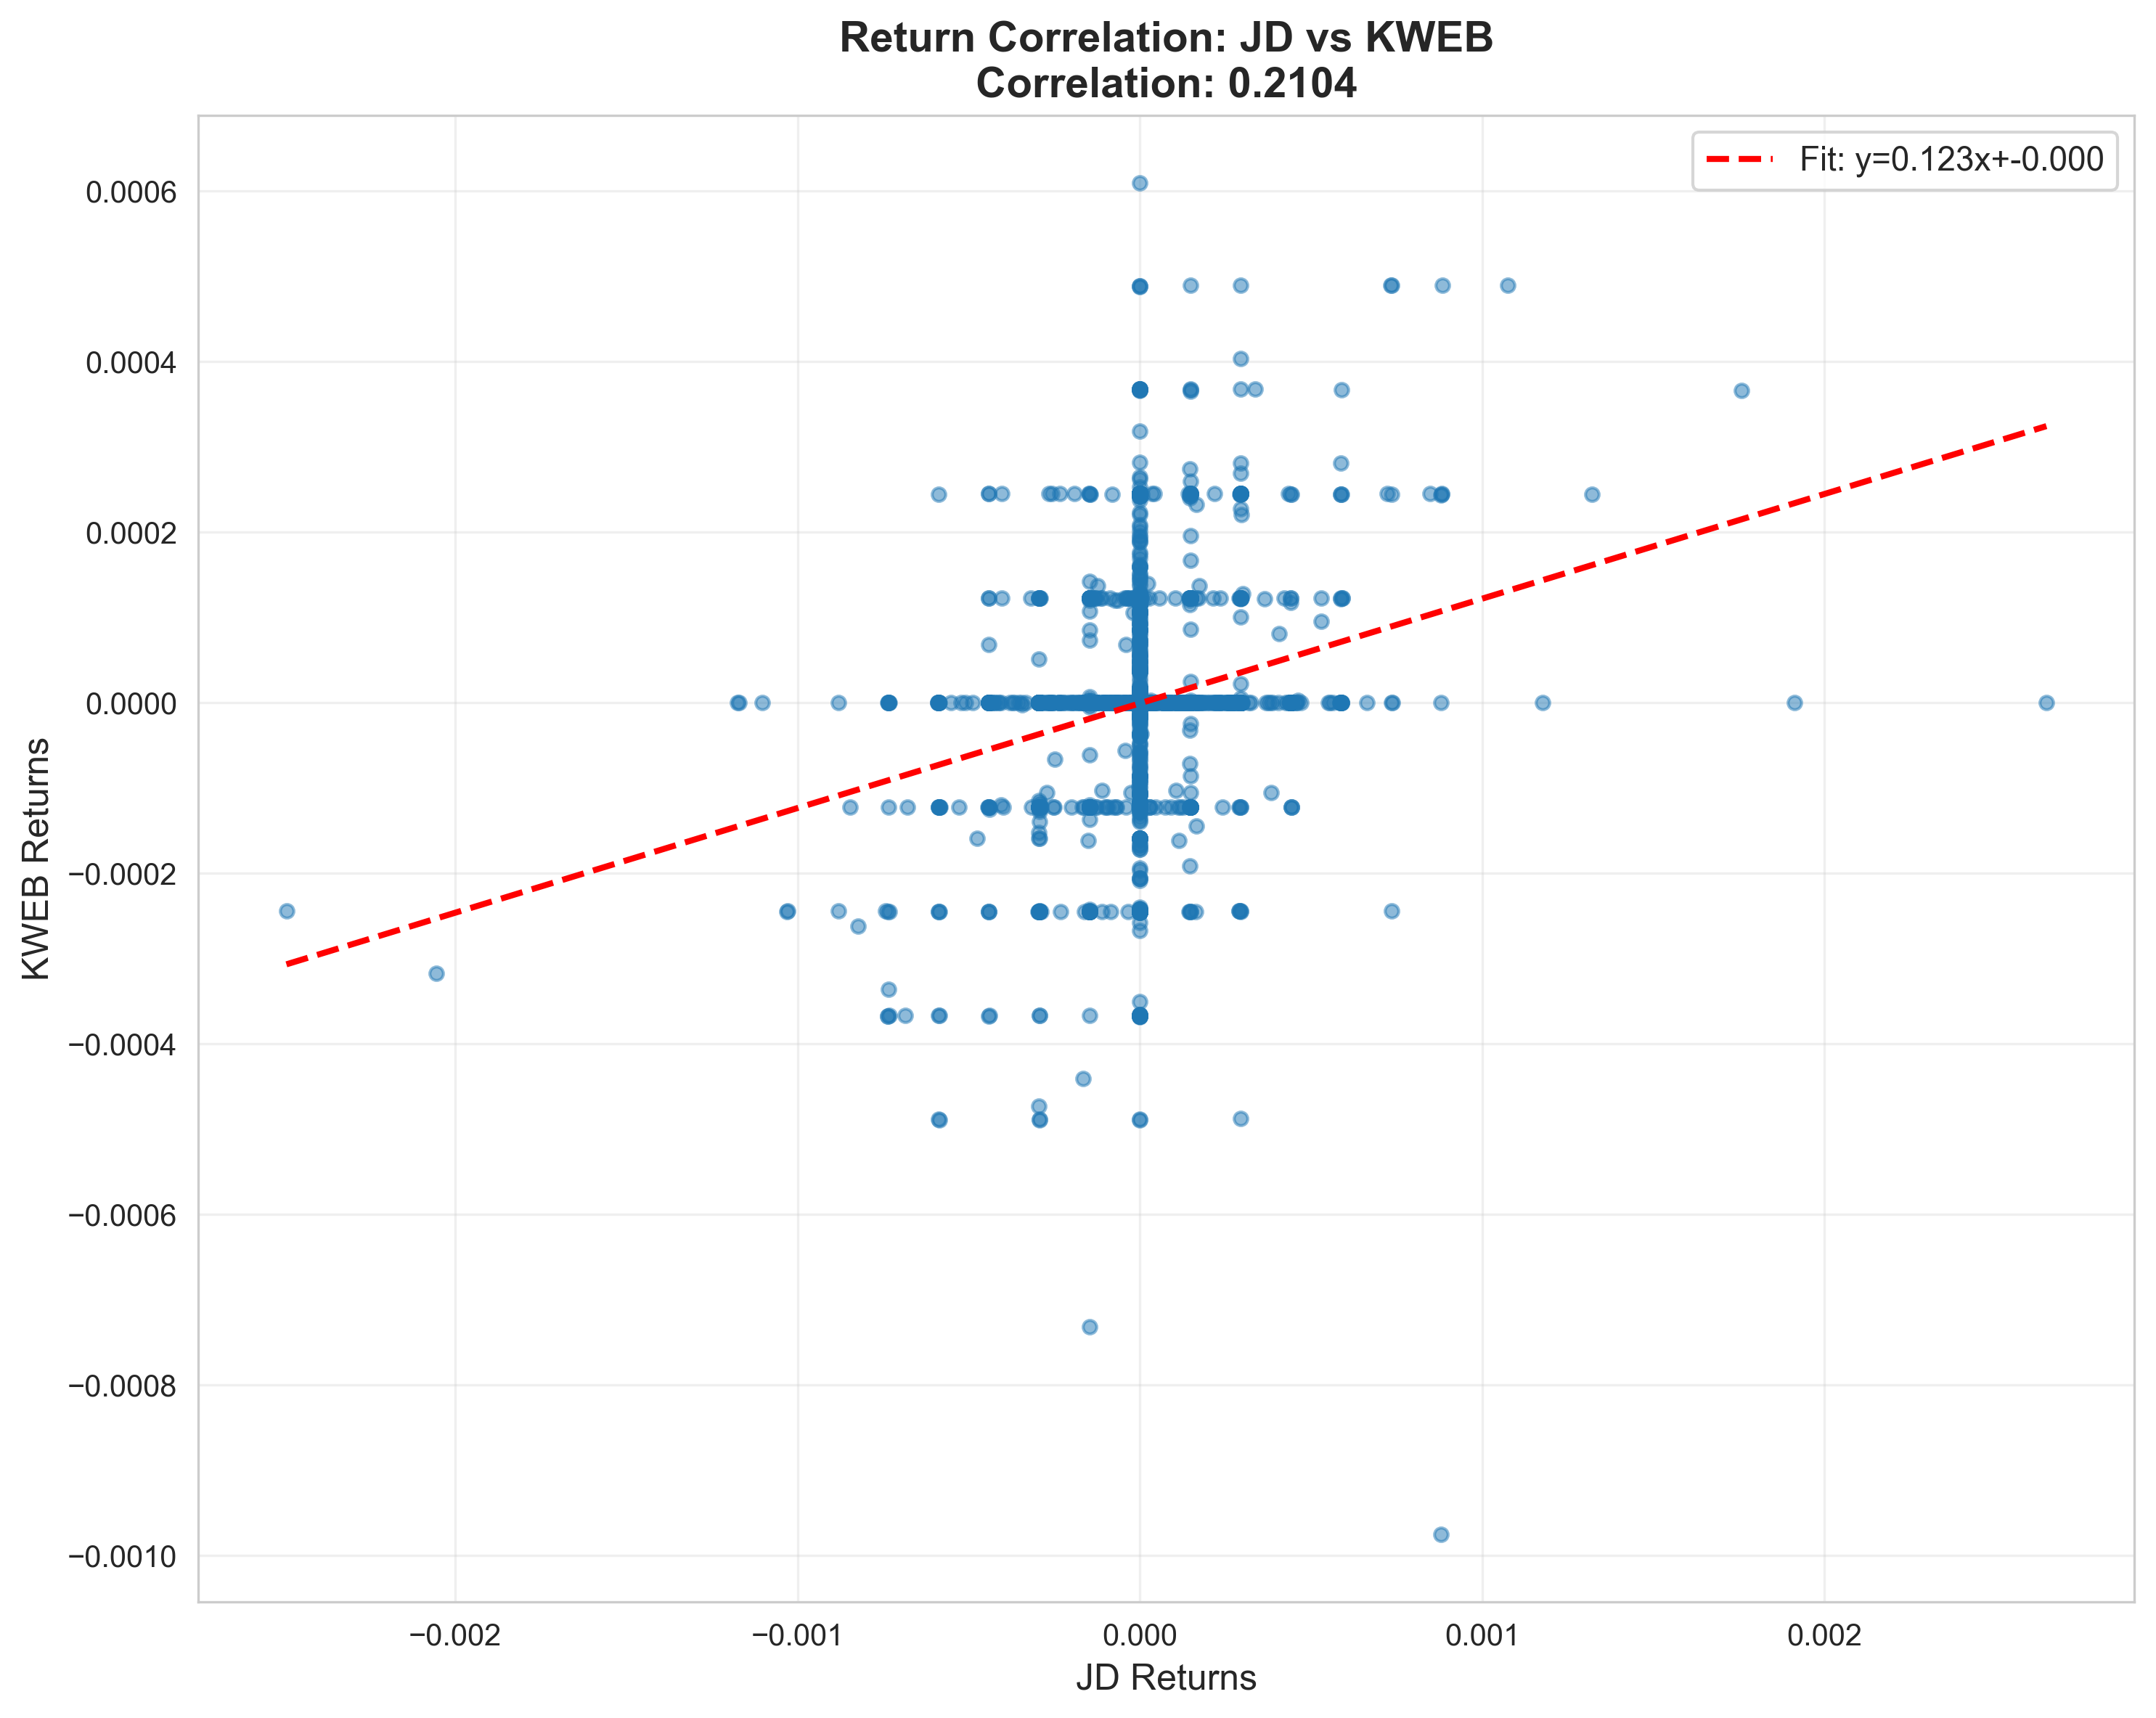 Return Correlation: JD vs KWEB
Correlation: 0.2104
Fit: y=0.123x+-0.000
0.0006
0.0004
0.0002
0.0000
−0.0002
−0.0004
−0.0006
−0.0008
−0.0010
KWEB Returns
−0.002
−0.001
0.000
0.001
0.002
JD Returns